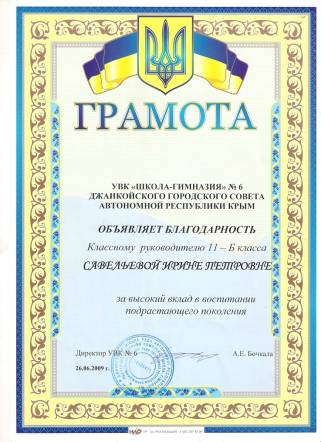 ГРАМОТА
УВК «ШКОЛА-ГИМНАЗИЯ» № 6
ДЖАНКОЙСКОГО ГОРОДСКОГО СОВЕТА
АВТОНОМНОЙ РЕСПУБЛИКИ КРЫМ
ОБЪЯВЛЯЕТ БЛАГОДАРНОСТЬ
Классному руководителю 11 – Б класса
САВЕЛЬЕВОЙ ИРИНЕ ПЕТРОВНЕ
за высокий вклад в воспитании
подрастающего поколения
Директор УВК № 6 А.Е. Бочкала
26.06.2009 г.